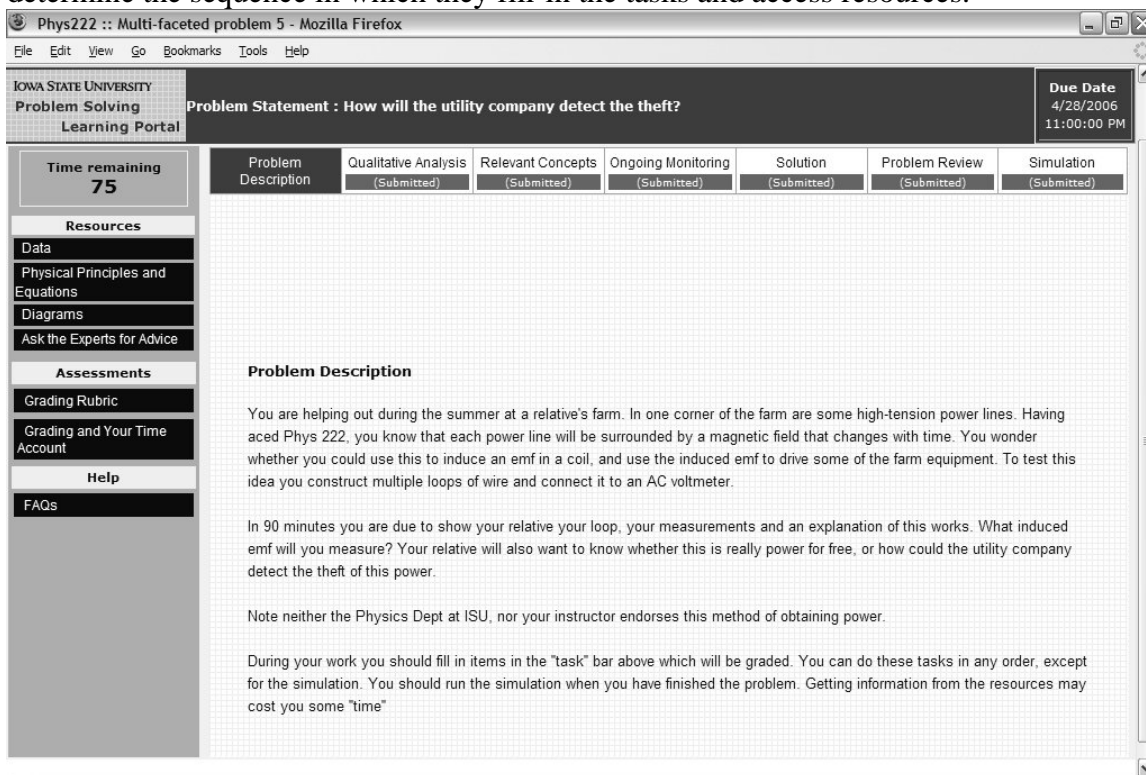 determine the sequence in which they fill in the tasks and access resources.
Phys222 :: Multi-faceted problem 5 - Mozilla Firefox
File Edit View Go Bookmarks Tools Help
IOWA STATE UNIVERSITY
Problem Solving
Learning Portal
Problem Statement : How will the utility company detect the theft?
Due Date
4/28/2006
11:00:00 PM
Time remaining
75
Problem
Description
Qualitative Analysis
(Submitted)
Relevant Concepts
(Submitted)
Ongoing Monitoring
(Submitted)
Solution
(Submitted)
Problem Review
(Submitted)
Simulation
(Submitted)
Resources
Data
Physical Principles and
Equations
Diagrams
Ask the Experts for Advice
Assessments
Grading Rubric
Grading and Your Time
Account
Help
FAQs
Problem Description
You are helping out during the summer at a relative's farm. In one corner of the farm are some high-tension power lines. Having
aced Phys 222, you know that each power line will be surrounded by a magnetic field that changes with time. You wonder
whether you could use this to induce an emf in a coil, and use the induced emf to drive some of the farm equipment. To test this
idea you construct multiple loops of wire and connect it to an AC voltmeter.
In 90 minutes you are due to show your relative your loop, your measurements and an explanation of this works. What induced
emf will you measure? Your relative will also want to know whether this is really power for free, or how could the utility company
detect the theft of this power.
Note neither the Physics Dept at ISU, nor your instructor endorses this method of obtaining power.
During your work you should fill in items in the "task" bar above which will be graded. You can do these tasks in any order, except
for the simulation. You should run the simulation when you have finished the problem. Getting information from the resources may
cost you some "time"